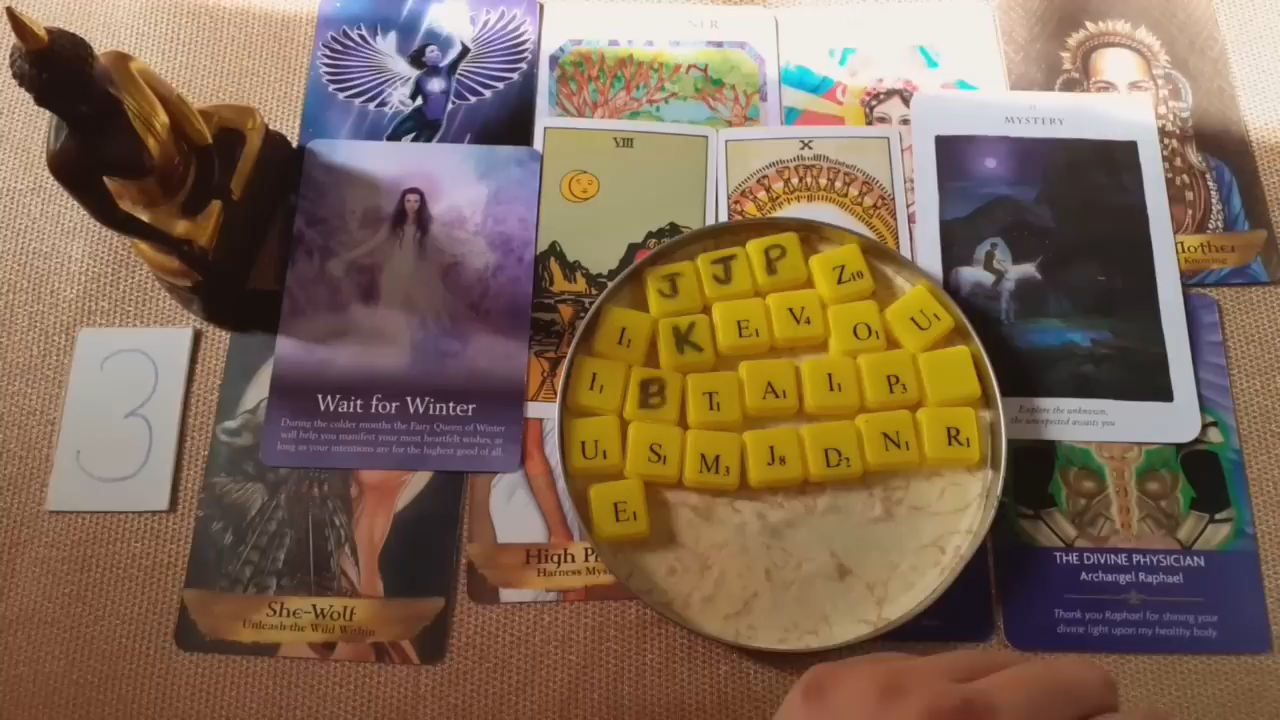 NER
VIII
X
II
MYSTERY
Explore the unknown,
the unexpected awaits you
Mother
Knowing
Wait for Winter
During the colder months the Fairy Queen of Winter
will help you manifest your most heartfelt wishes, as
long as your intentions are for the highest good of all.
3
She-Wolf
Unleash the Wild Within
High P
Harness Mys
J J P Z10
I1 K E1 V4 O1 U1
I1 B T1 A1 I1 P3
U1 S1 M3 J8 D2 N1 R1
E1
THE DIVINE PHYSICIAN
Archangel Raphael
Thank you Raphael for shining your
divine light upon my healthy body.